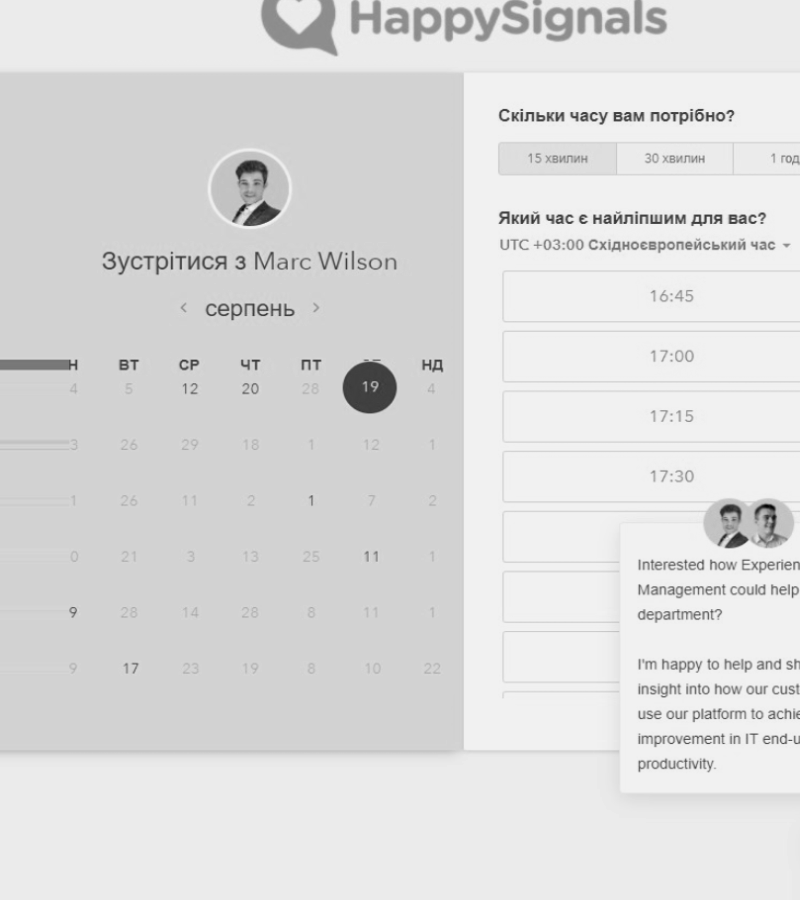 HappySignals
Зустрітися з Marc Wilson
серпень
Н ВТ СР ЧТ ПТ НД
4 5 12 20 28 19 4
3 26 29 18 1 12 1
1 26 11 2 1 7 2
0 21 3 13 25 11 1
9 28 14 28 8 11 1
9 17 23 19 8 10 22
Скільки часу вам потрібно?
15 хвилин 30 хвилин 1 год
Який час є найліпшим для вас?
UTC +03:00 Східноєвропейський час
16:45
17:00
17:15
17:30
Interested how Experien
Management could help
department?
I'm happy to help and sh
insight into how our cust
use our platform to achie
improvement in IT end-u
productivity.